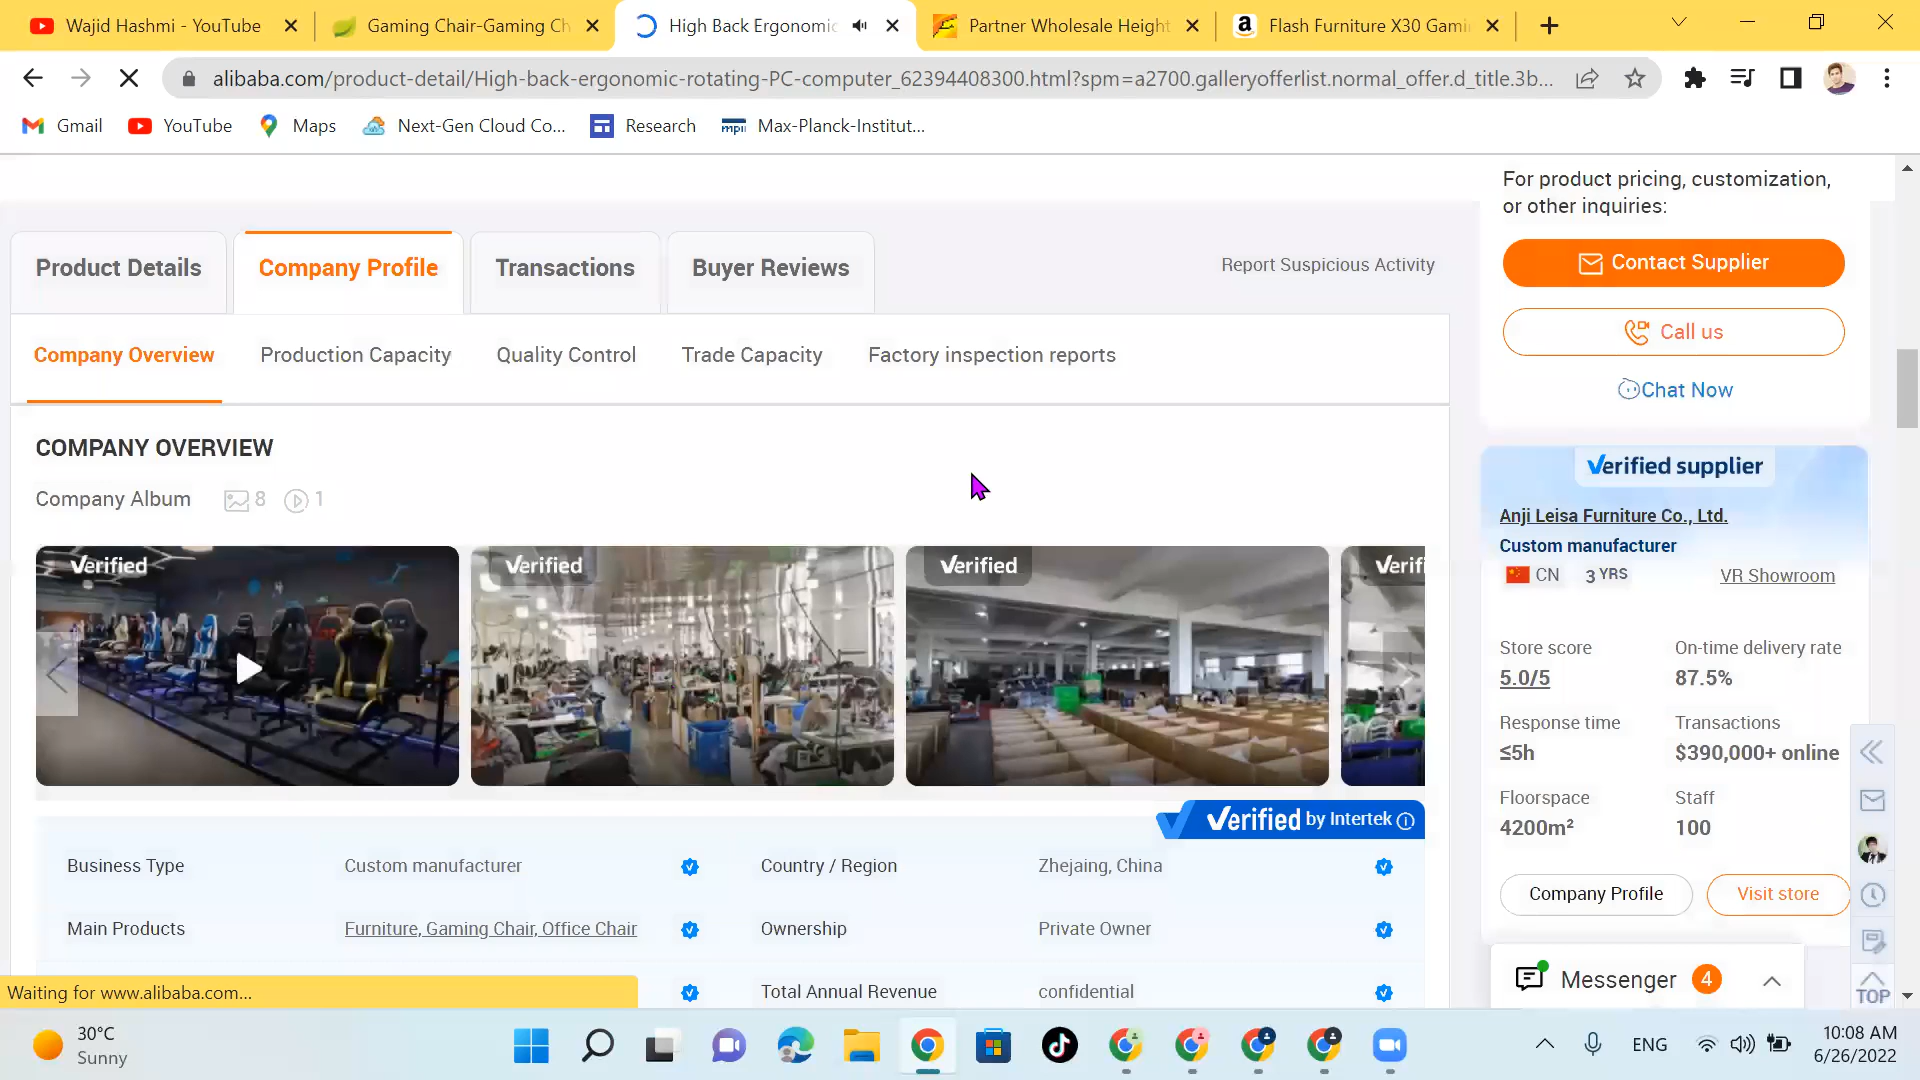 Wajid Hashmi - YouTube
Gaming Chair-Gaming Ch
High Back Ergonomic
Partner Wholesale Height
Flash Furniture X30 Gami
alibaba.com/product-detail/High-back-ergonomic-rotating-PC-computer_62394408300.html?spm=a2700.galleryofferlist.normal_offer.d_title.3b...
Gmail
YouTube
Maps
Next-Gen Cloud Co...
Research
Max-Planck-Institut...
For product pricing, customization,
or other inquiries:
Contact Supplier
Call us
Chat Now
Product Details
Company Profile
Transactions
Buyer Reviews
Report Suspicious Activity
Company Overview
Production Capacity
Quality Control
Trade Capacity
Factory inspection reports
COMPANY OVERVIEW
Company Album 8 1
Verified
Verified
Verified
Verifi
Verified by Intertek
Business Type Custom manufacturer
Country / Region Zhejaing, China
Main Products Furniture, Gaming Chair, Office Chair
Ownership Private Owner
Total Annual Revenue confidential
Verified supplier
Anji Leisa Furniture Co., Ltd.
Custom manufacturer
CN 3 YRS VR Showroom
Store score On-time delivery rate
5.0/5 87.5%
Response time Transactions
≤5h $390,000+ online
Floorspace Staff
4200m² 100
Company Profile
Visit store
Messenger 4
TOP
Waiting for www.alibaba.com...
30°C
Sunny
ENG
10:08 AM
6/26/2022